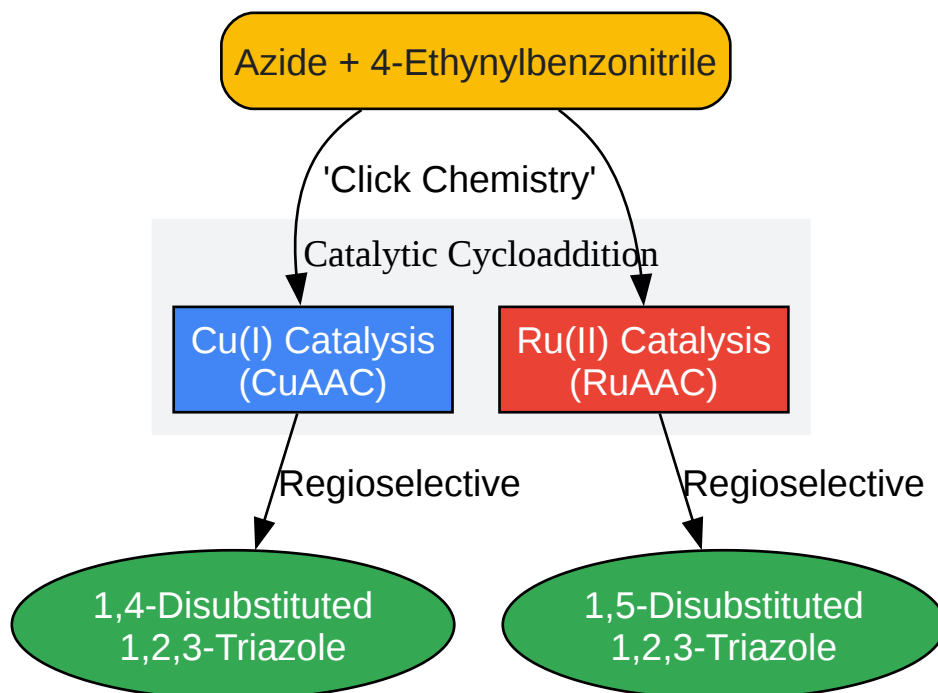 Azide + 4-Ethynylbenzonitrile
'Click Chemistry'
Catalytic Cycloaddition
Cu(I) Catalysis
(CuAAC)
Ru(II) Catalysis
(RuAAC)
Regioselective
Regioselective
1,4-Disubstituted
1,2,3-Triazole
1,5-Disubstituted
1,2,3-Triazole